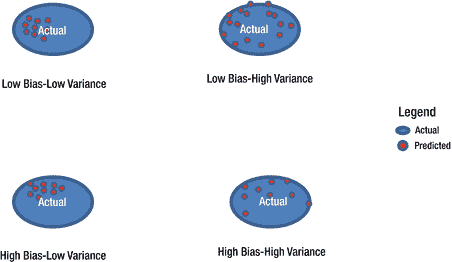 Actual
Low Bias-Low Variance
Actual
Low Bias-High Variance
Legend
Actual
Predicted
Actual
High Bias-Low Variance
Actual
High Bias-High Variance